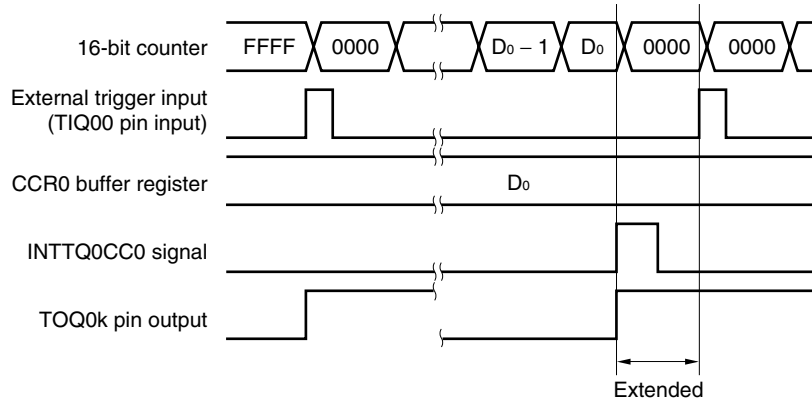 16-bit counter FFFF 0000 D0 − 1 D0 0000 0000
External trigger input
(TIQ00 pin input)
CCR0 buffer register D0
INTTQ0CC0 signal
TOQ0k pin output
Extended